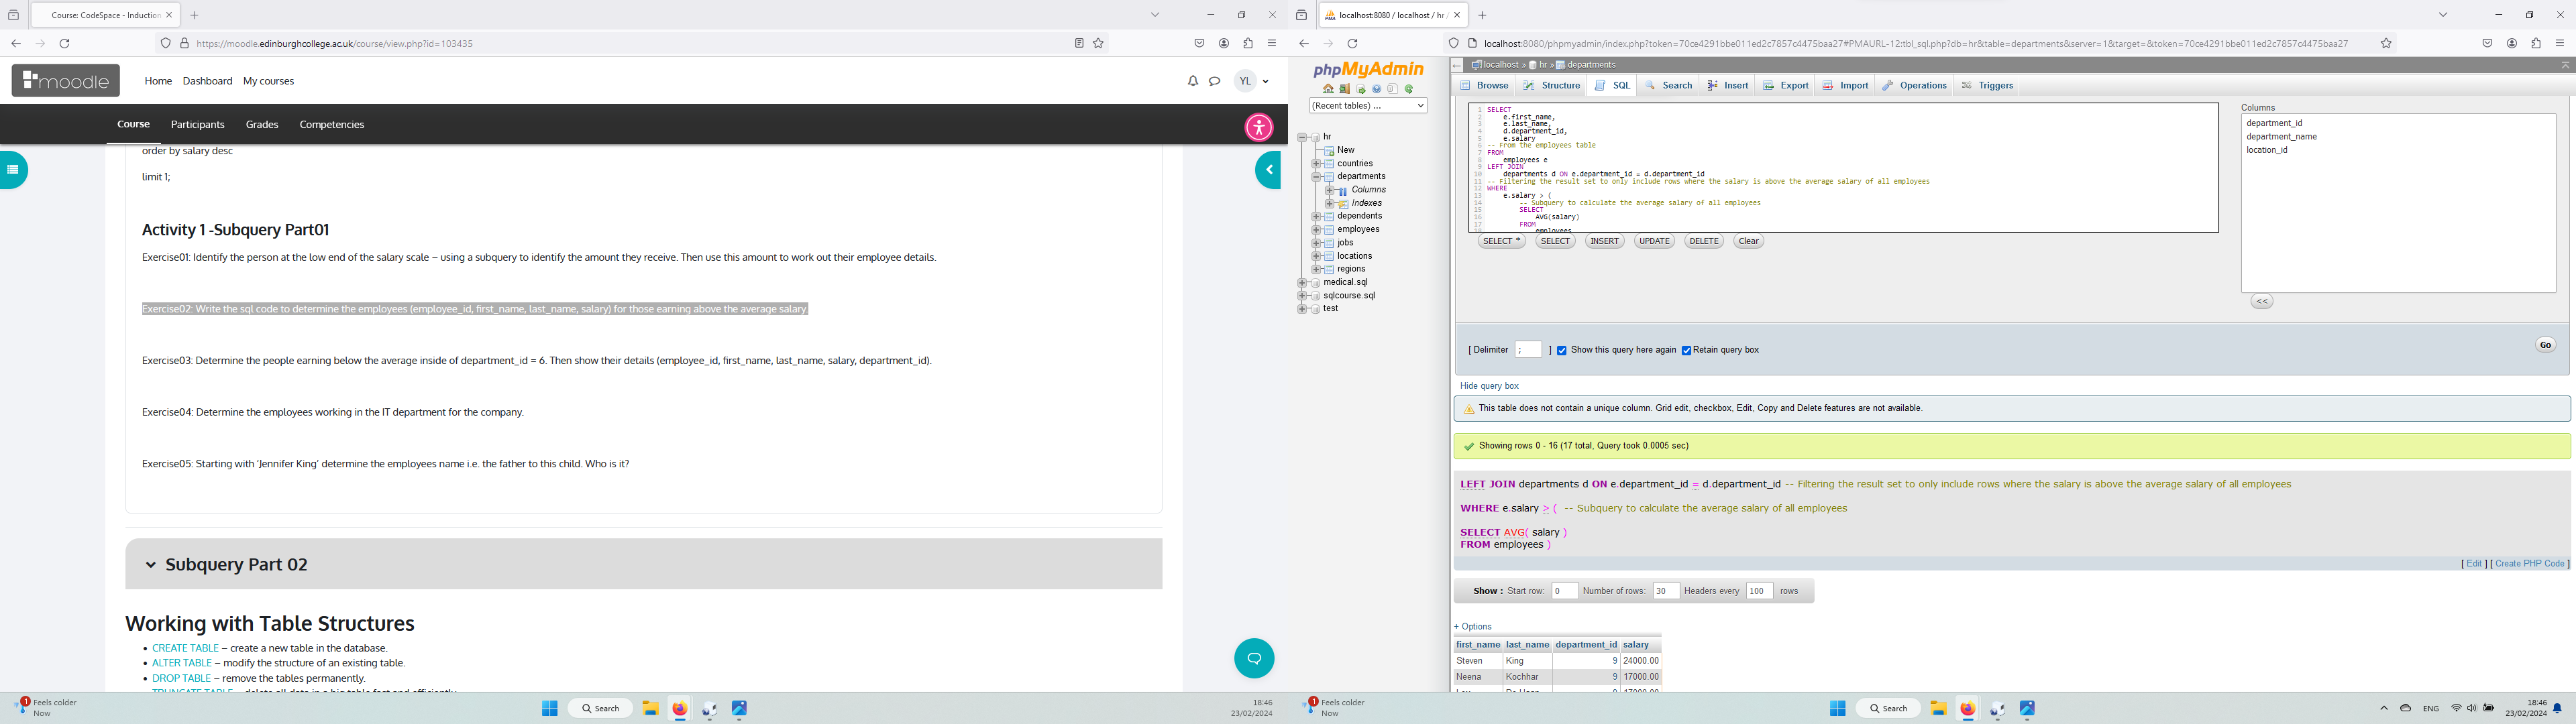 Course: CodeSpace - Induction
https://moodle.edinburghcollege.ac.uk/course/view.php?id=103435
moodle
Home Dashboard My courses
YL
Course Participants Grades Competencies
order by salary desc
limit 1;
Activity 1 -Subquery Part01
Exercise01: Identify the person at the low end of the salary scale – using a subquery to identify the amount they receive. Then use this amount to work out their employee details.
Exercise02: Write the sql code to determine the employees (employee_id, first_name, last_name, salary) for those earning above the average salary.
Exercise03: Determine the people earning below the average inside of department_id = 6. Then show their details (employee_id, first_name, last_name, salary, department_id).
Exercise04: Determine the employees working in the IT department for the company.
Exercise05: Starting with ‘Jennifer King’ determine the employees name i.e. the father to this child. Who is it?
Subquery Part 02
Working with Table Structures
• CREATE TABLE – create a new table in the database.
• ALTER TABLE – modify the structure of an existing table.
• DROP TABLE – remove the tables permanently.
1
Feels colder
Now
Search
18:46
23/02/2024
localhost:8080 / localhost / hr /
localhost:8080/phpmyadmin/index.php?token=70ce4291bbe011ed2c7857c4475baa27#PMAURL-12:tbl_sql.php?db=hr&table=departments&server=1&target=&token=70ce4291bbe011ed2c7857c4475baa27
phpMyAdmin
(Recent tables) ...
hr
New
countries
departments
Columns
Indexes
dependents
employees
jobs
locations
regions
medical.sql
sqlcourse.sql
test
localhost » hr » departments
Browse Structure SQL Search Insert Export Import Operations Triggers
1 SELECT
2 e.first_name,
3 e.last_name,
4 d.department_id,
5 e.salary
6 -- From the employees table
7 FROM
8 employees e
9 LEFT JOIN
10 departments d ON e.department_id = d.department_id
11 -- Filtering the result set to only include rows where the salary is above the average salary of all employees
12 WHERE
13 e.salary > (
14 -- Subquery to calculate the average salary of all employees
15 SELECT
16 AVG(salary)
17 FROM
18 employees
Columns
department_id
department_name
location_id
<<
SELECT * SELECT INSERT UPDATE DELETE Clear
[ Delimiter ; ] Show this query here again Retain query box
Go
Hide query box
This table does not contain a unique column. Grid edit, checkbox, Edit, Copy and Delete features are not available.
Showing rows 0 - 16 (17 total, Query took 0.0005 sec)
LEFT JOIN departments d ON e.department_id = d.department_id -- Filtering the result set to only include rows where the salary is above the average salary of all employees
WHERE e.salary > ( -- Subquery to calculate the average salary of all employees
SELECT AVG( salary )
FROM employees )
[ Edit ] [ Create PHP Code ]
Show : Start row: 0 Number of rows: 30 Headers every 100 rows
+ Options
first_name last_name department_id salary
Steven King 9 24000.00
Neena Kochhar 9 17000.00
1
Feels colder
Now
Search
ENG
18:46
23/02/2024